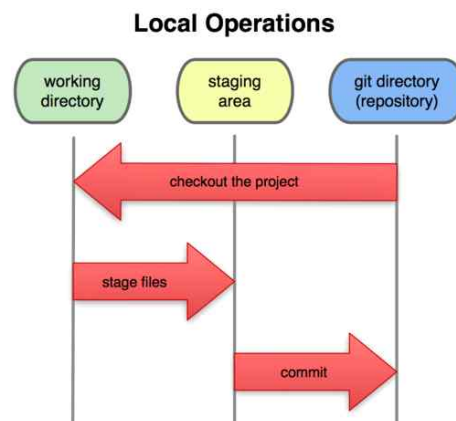 Local Operations
working
directory
staging
area
git directory
(repository)
checkout the project
stage files
commit